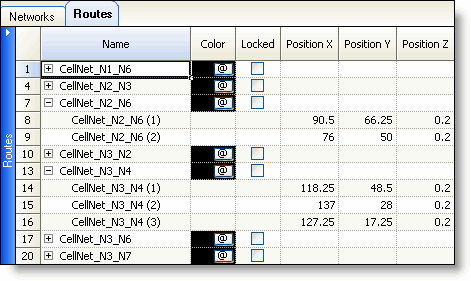 Networks Routes
Name Color Locked Position X Position Y Position Z
1 CellNet_N1_N6 @
4 CellNet_N2_N3 @
7 CellNet_N2_N6 @
8 CellNet_N2_N6 (1) 90.5 66.25 0.2
9 CellNet_N2_N6 (2) 76 50 0.2
10 CellNet_N3_N2 @
13 CellNet_N3_N4 @
14 CellNet_N3_N4 (1) 118.25 48.5 0.2
15 CellNet_N3_N4 (2) 137 28 0.2
16 CellNet_N3_N4 (3) 127.25 17.25 0.2
17 CellNet_N3_N6 @
20 CellNet_N3_N7 @
Routes